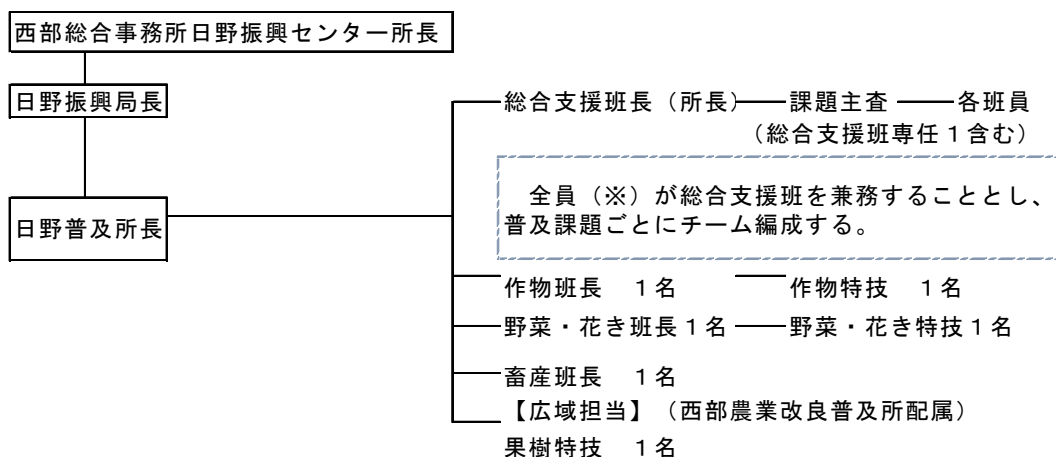 西部総合事務所日野振興センター所長
日野振興局長
総合支援班長（所長） 課題主査 各班員
（総合支援班専任１含む）
全員（※）が総合支援班を兼務することとし、
普及課題ごとにチーム編成する。
日野普及所長
作物班長　１名 作物特技　１名
野菜・花き班長１名 野菜・花き特技１名
畜産班長　１名
【広域担当】（西部農業改良普及所配属）
果樹特技　１名